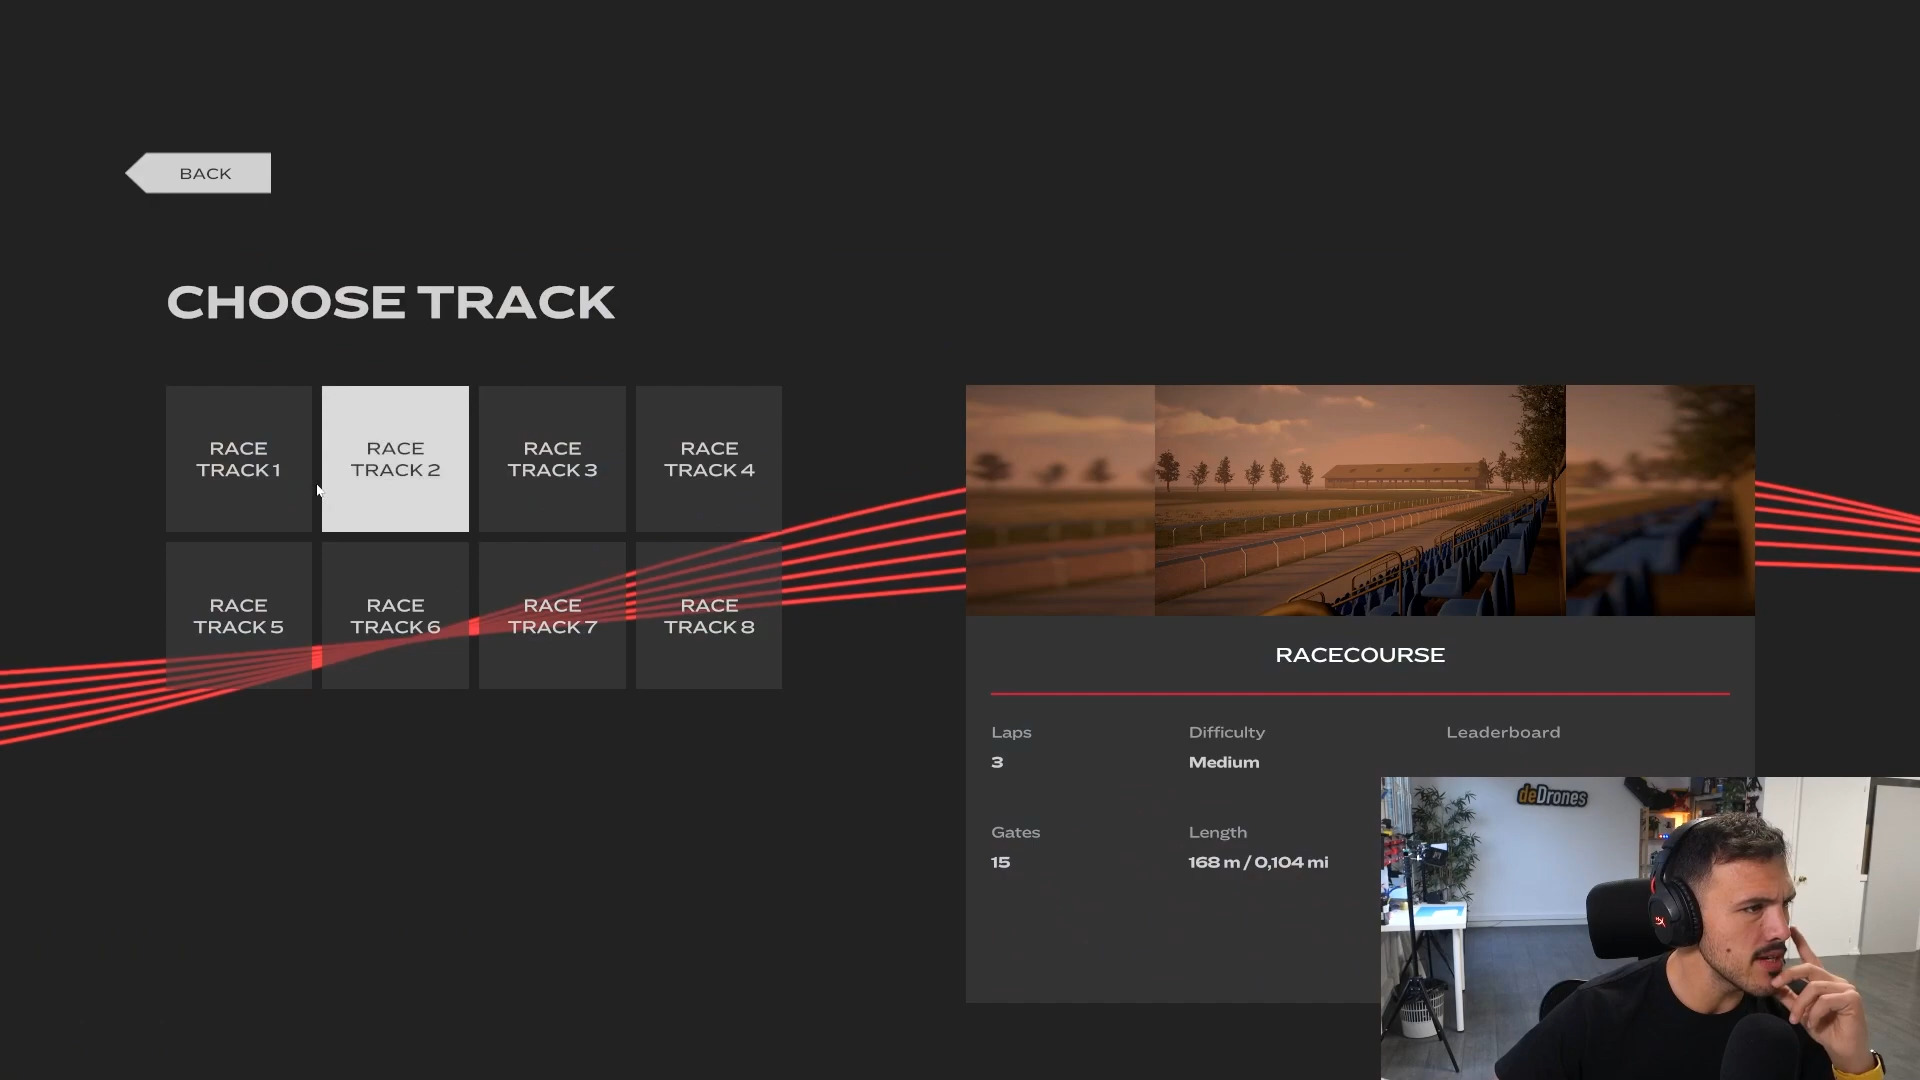 BACK
CHOOSE TRACK
RACE
TRACK 1
RACE
TRACK 2
RACE
TRACK 3
RACE
TRACK 4
RACE
TRACK 5
RACE
TRACK 6
RACE
TRACK 7
RACE
TRACK 8
RACECOURSE
Laps
Difficulty
Leaderboard
3
Medium
Gates
Length
15
168 m / 0,104 mi
deDrones